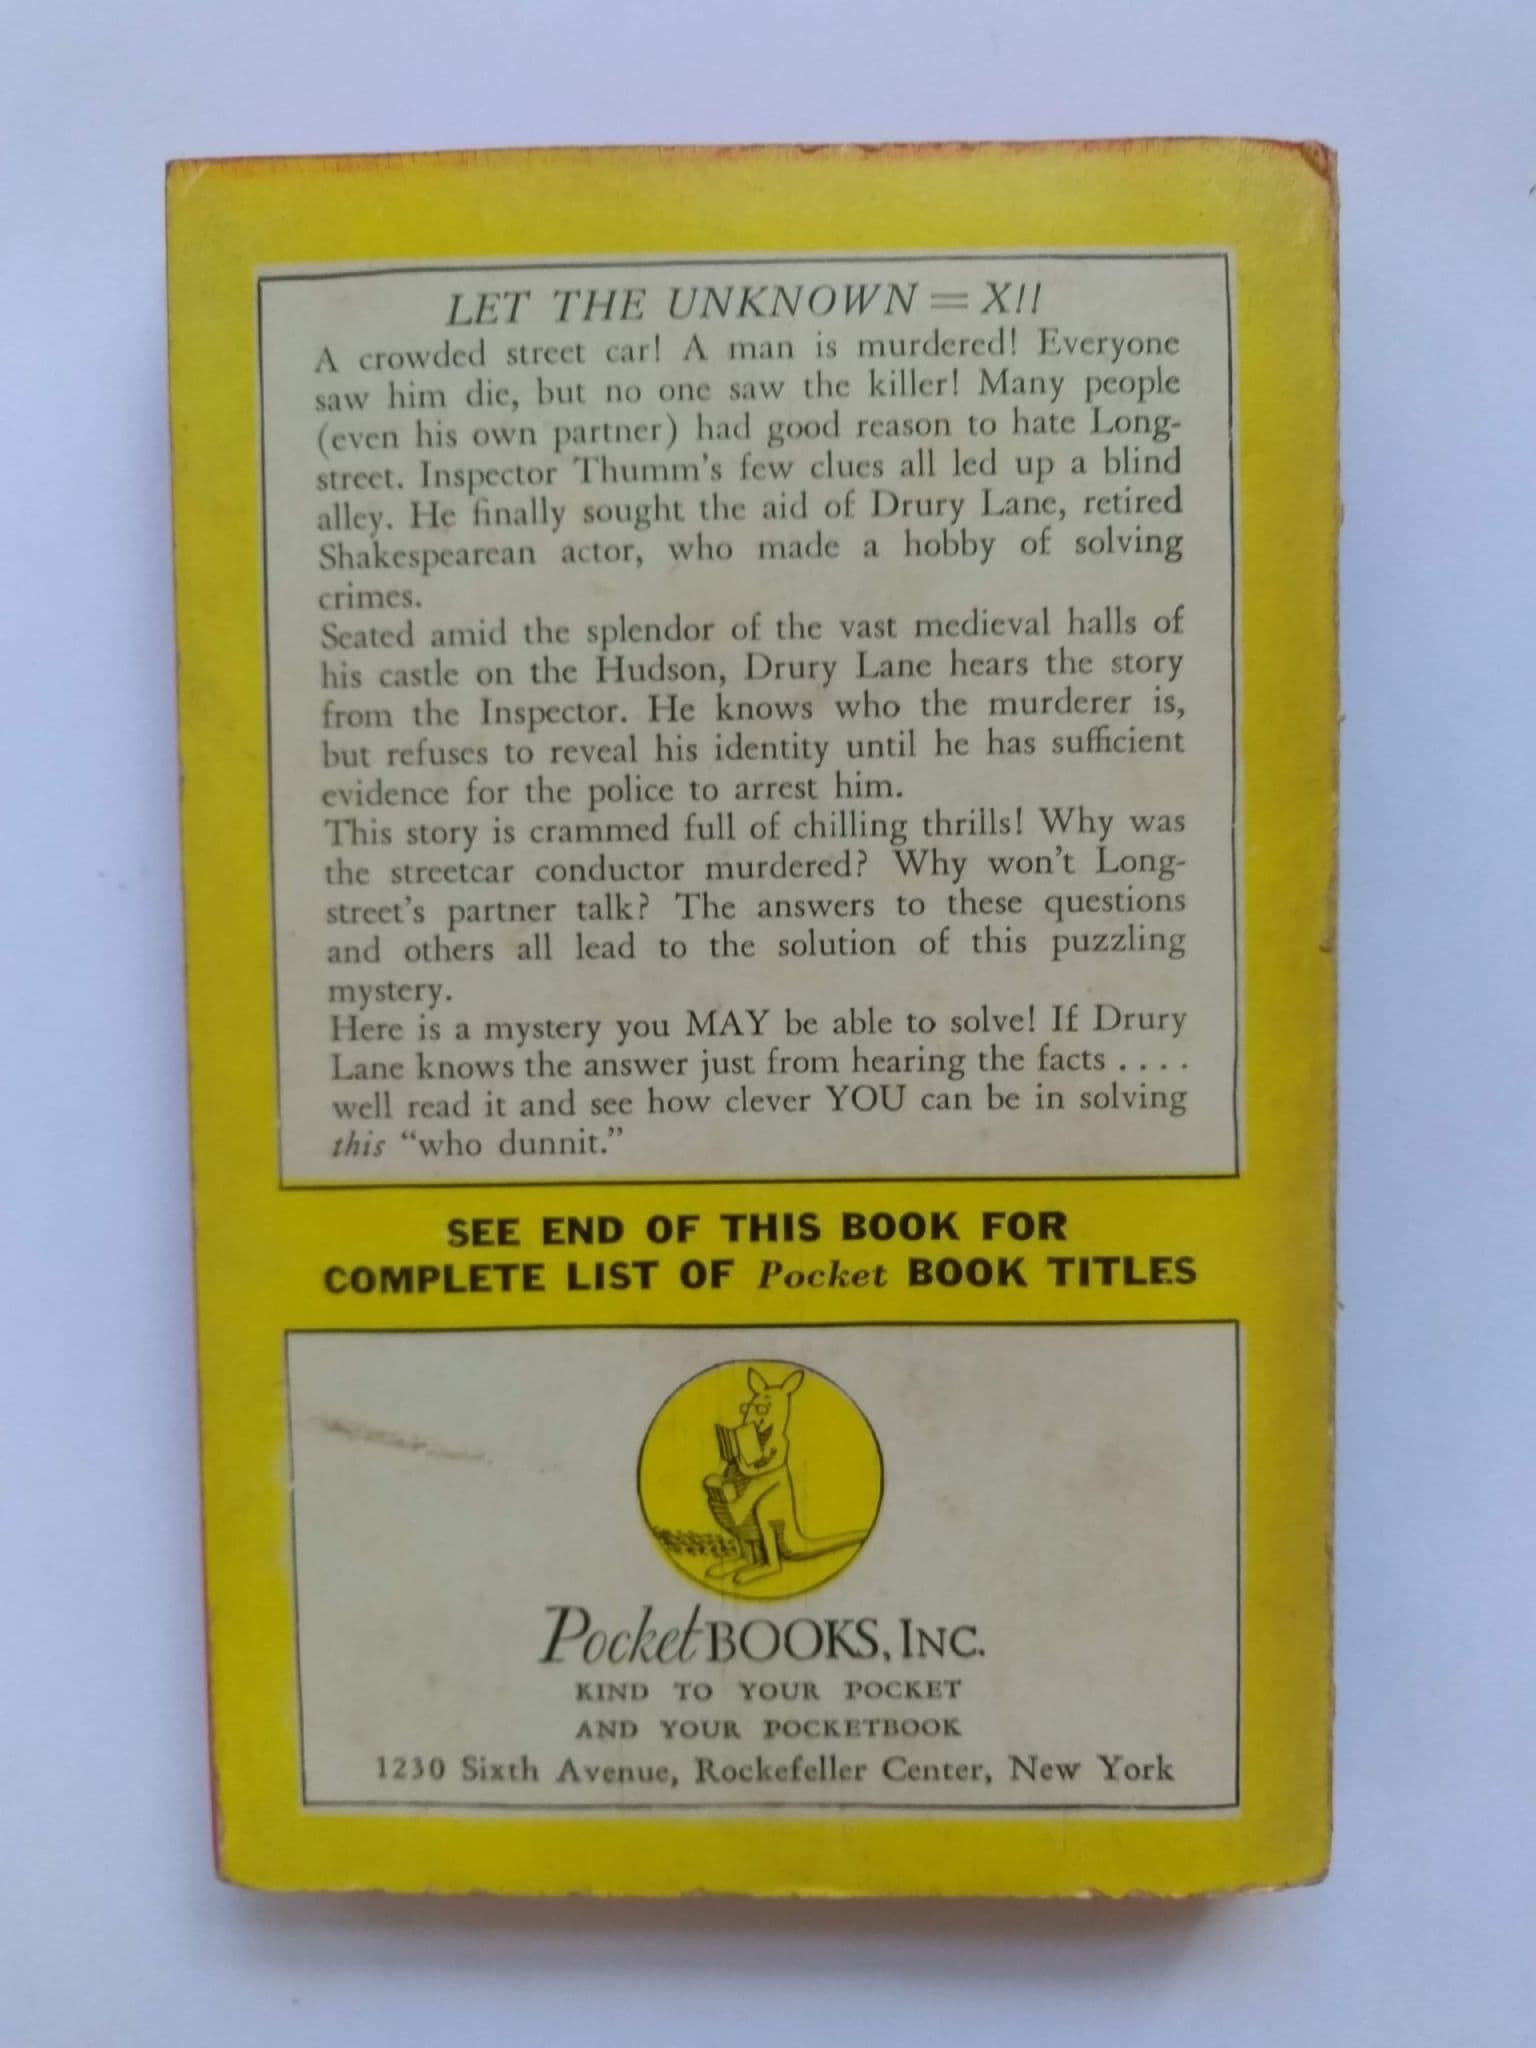 LET THE UNKNOWN = X!!
A crowded street car! A man is murdered! Everyone
saw him die, but no one saw the killer! Many people
(even his own partner) had good reason to hate Long-
street. Inspector Thumm's few clues all led up a blind
alley. He finally sought the aid of Drury Lane, retired
Shakespearean actor, who made a hobby of solving
crimes.
Seated amid the splendor of the vast medieval halls of
his castle on the Hudson, Drury Lane hears the story
from the Inspector. He knows who the murderer is,
but refuses to reveal his identity until he has sufficient
evidence for the police to arrest him.
This story is crammed full of chilling thrills! Why was
the streetcar conductor murdered? Why won't Long-
street's partner talk? The answers to these questions
and others all lead to the solution of this puzzling
mystery.
Here is a mystery you MAY be able to solve! If Drury
Lane knows the answer just from hearing the facts ....
well read it and see how clever YOU can be in solving
this "who dunnit."
SEE END OF THIS BOOK FOR
COMPLETE LIST OF Pocket BOOK TITLES
Pocket BOOKS, INC.
KIND TO YOUR POCKET
AND YOUR POCKETBOOK
1230 Sixth Avenue, Rockefeller Center, New York